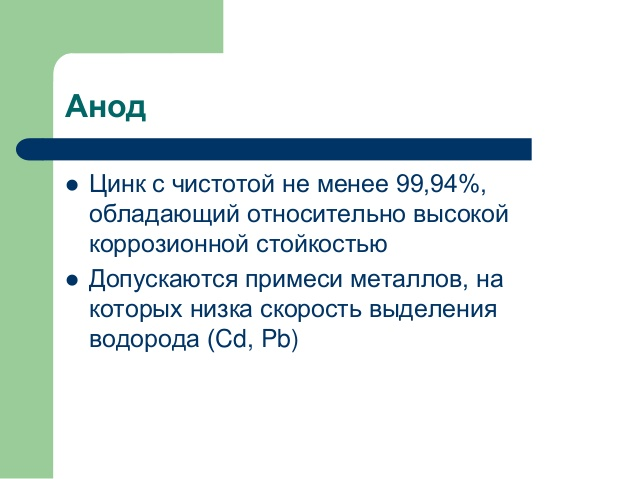 Анод
Цинк с чистотой не менее 99,94%,
обладающий относительно высокой
коррозионной стойкостью
Допускаются примеси металлов, на
которых низка скорость выделения
водорода (Cd, Pb)